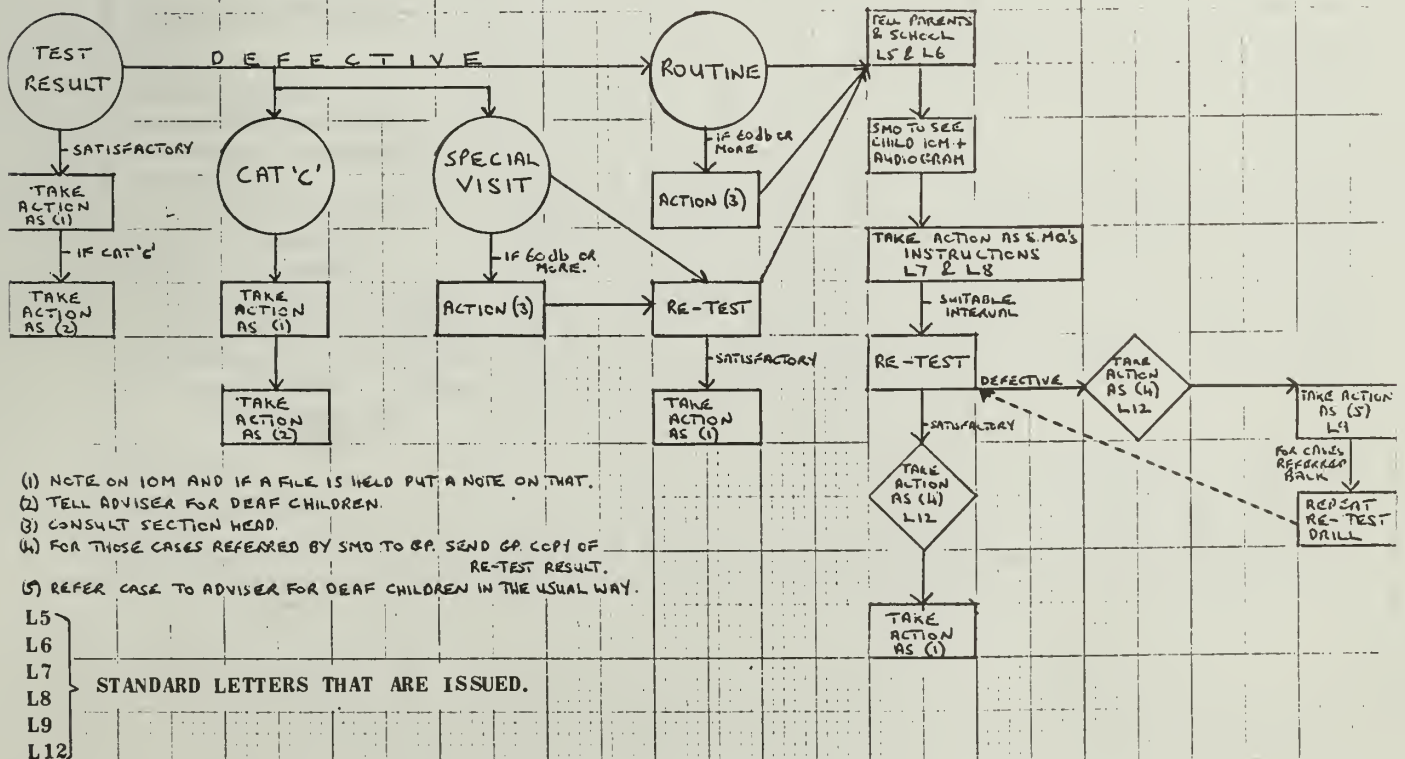 TEST
RESULT
DEFECTIVE
ROUTINE
TELL PARENTS
& SCHOOL
L5 & L6
SATISFACTORY
TAKE
ACTION
AS (1)
IF CAT 'C'
TAKE
ACTION
AS (2)
CAT 'C'
TAKE
ACTION
AS (1)
TAKE
ACTION
AS (2)
SPECIAL
VISIT
IF 60db OR
MORE.
ACTION (3)
IF 60db OR
MORE
ACTION (3)
RE-TEST
SATISFACTORY
TAKE
ACTION
AS (1)
SMO TO SEE
CHILD 10M +
AUDIOGRAM
TAKE ACTION AS S.MO'S
INSTRUCTIONS
L7 & L8
SUITABLE
INTERVAL
RE-TEST
DEFECTIVE
TAKE
ACTION
AS (4)
L12
TAKE ACTION
AS (5)
L9
FOR CASES
REFERRED
BACK
REPEAT
RE-TEST
DRILL
SATISFACTORY
TAKE
ACTION
AS (4)
L12
TAKE
ACTION
AS (1)
(1) NOTE ON 10M AND IF A FILE IS HELD PUT A NOTE ON THAT.
(2) TELL ADVISER FOR DEAF CHILDREN.
(3) CONSULT SECTION HEAD.
(4) FOR THOSE CASES REFERRED BY SMO TO GP. SEND GP. COPY OF
RE-TEST RESULT.
(5) REFER CASE TO ADVISER FOR DEAF CHILDREN IN THE USUAL WAY.
L5
L6
L7
L8
L9
L12
STANDARD LETTERS THAT ARE ISSUED.